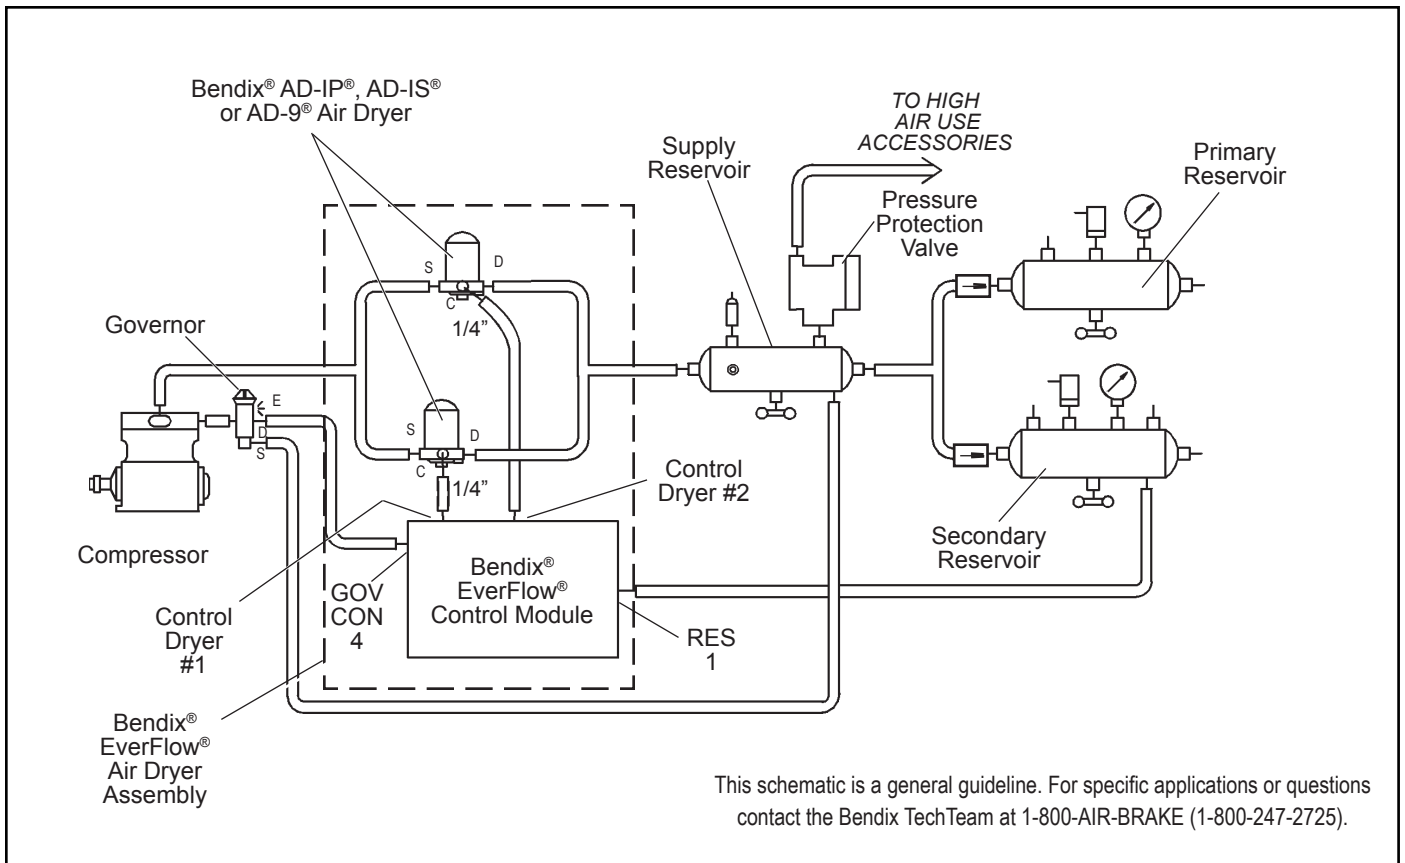 Bendix® AD-IP®, AD-IS®
or AD-9® Air Dryer
TO HIGH
AIR USE
ACCESSORIES
Supply
Reservoir
Primary
Reservoir
Pressure
Protection
Valve
S
D
C
1/4”
Governor
E
D
S
S
D
C
1/4”
Control
Dryer #2
Compressor
Secondary
Reservoir
Bendix®
EverFlow®
Control Module
GOV
CON
4
Control
Dryer
#1
RES
1
Bendix®
EverFlow®
Air Dryer
Assembly
This schematic is a general guideline. For specific applications or questions
contact the Bendix TechTeam at 1-800-AIR-BRAKE (1-800-247-2725).